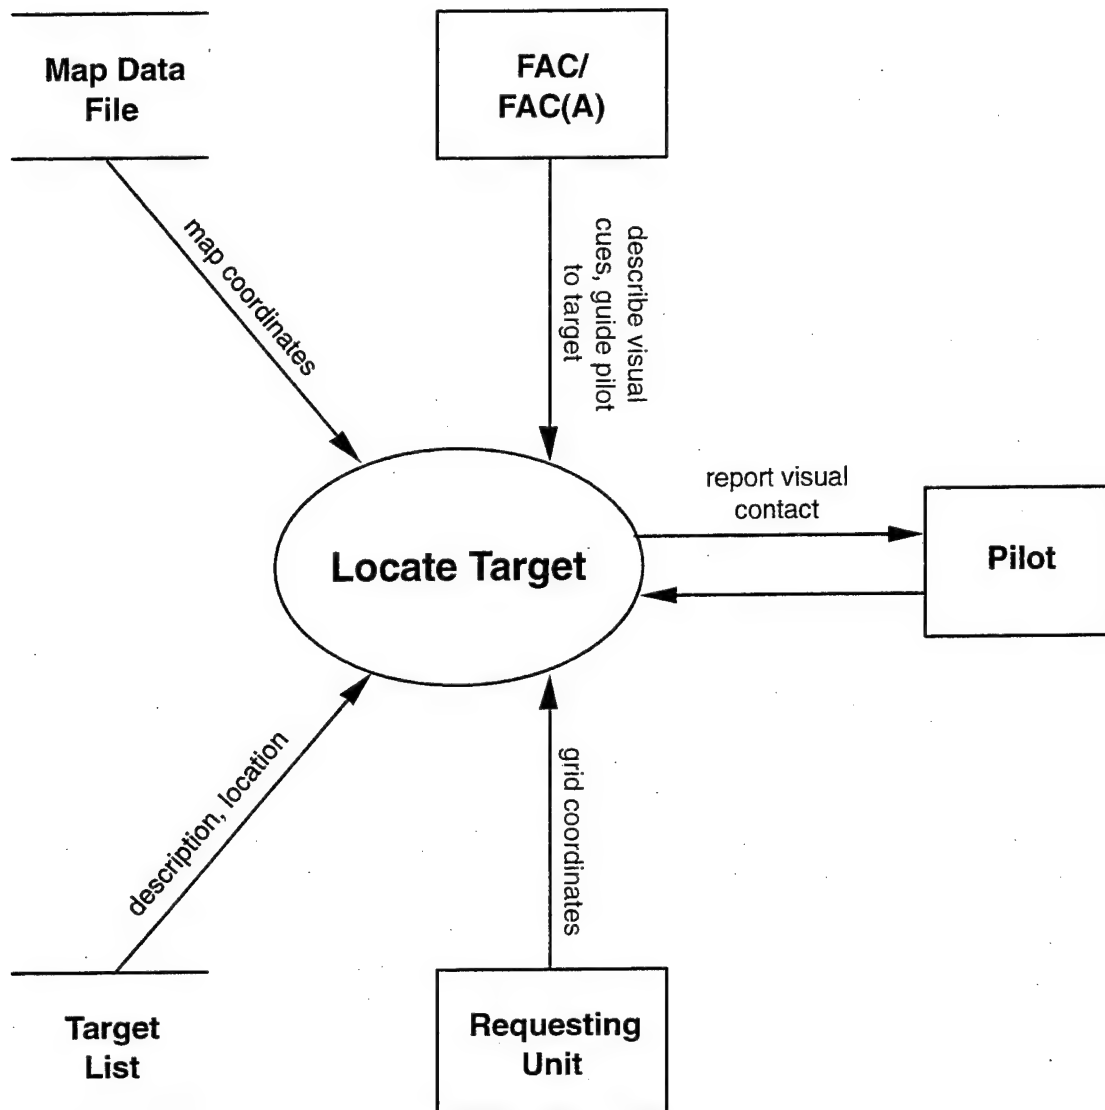 Map Data
File
FAC/
FAC(A)
map coordinates
describe visual
cues, guide pilot
to target
report visual
contact
Locate Target
Pilot
description, location
grid coordinates
Target
List
Requesting
Unit